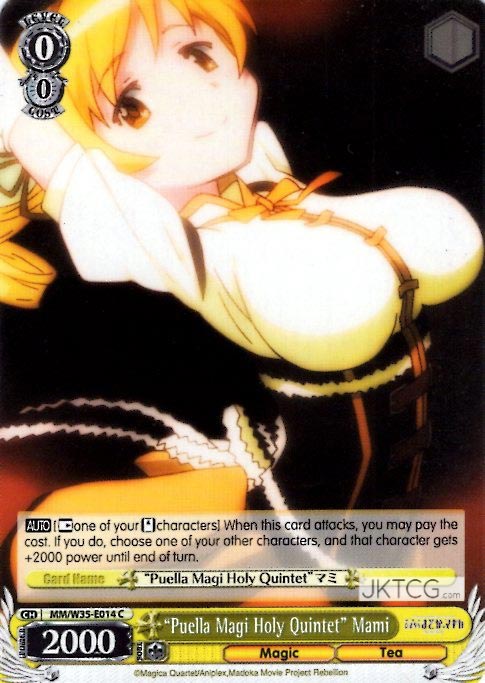 LEVEL
0
0
COST
AUTO [one of your characters] When this card attacks, you may pay the
cost. If you do, choose one of your other characters, and that character gets
+2000 power until end of turn.
Card Name "Puella Magi Holy Quintet"マミ
JKTCG.com
CH MM/W35-E014 C
"Puella Magi Holy Quintet" Mami
POWER 2000 SOUL
Magic Tea
©Magica Quartet/Aniplex,Madoka Movie Project Rebellion